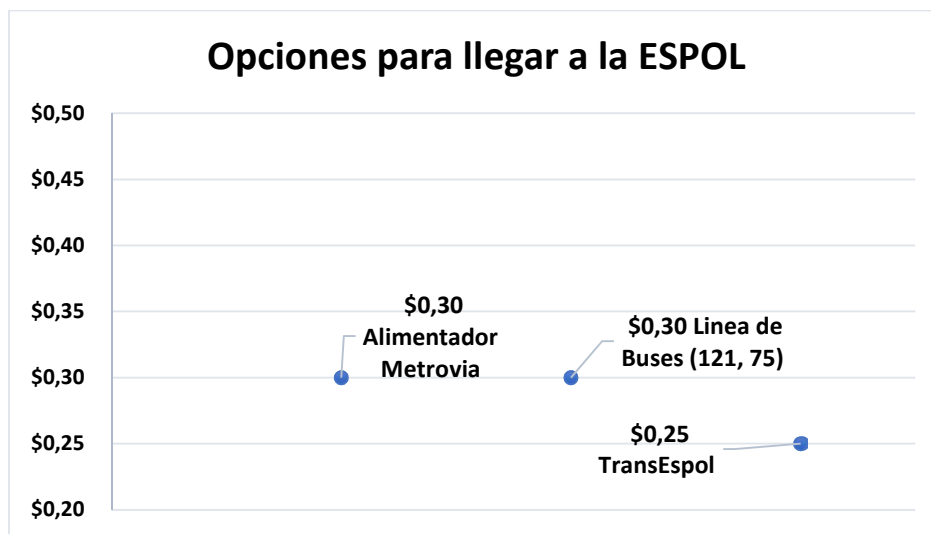 Opciones para llegar a la ESPOL
$0,50
$0,45
$0,40
$0,35
$0,30
$0,25
$0,20
$0,30
Alimentador
Metrovia
$0,30 Linea de
Buses (121, 75)
$0,25
TransEspol